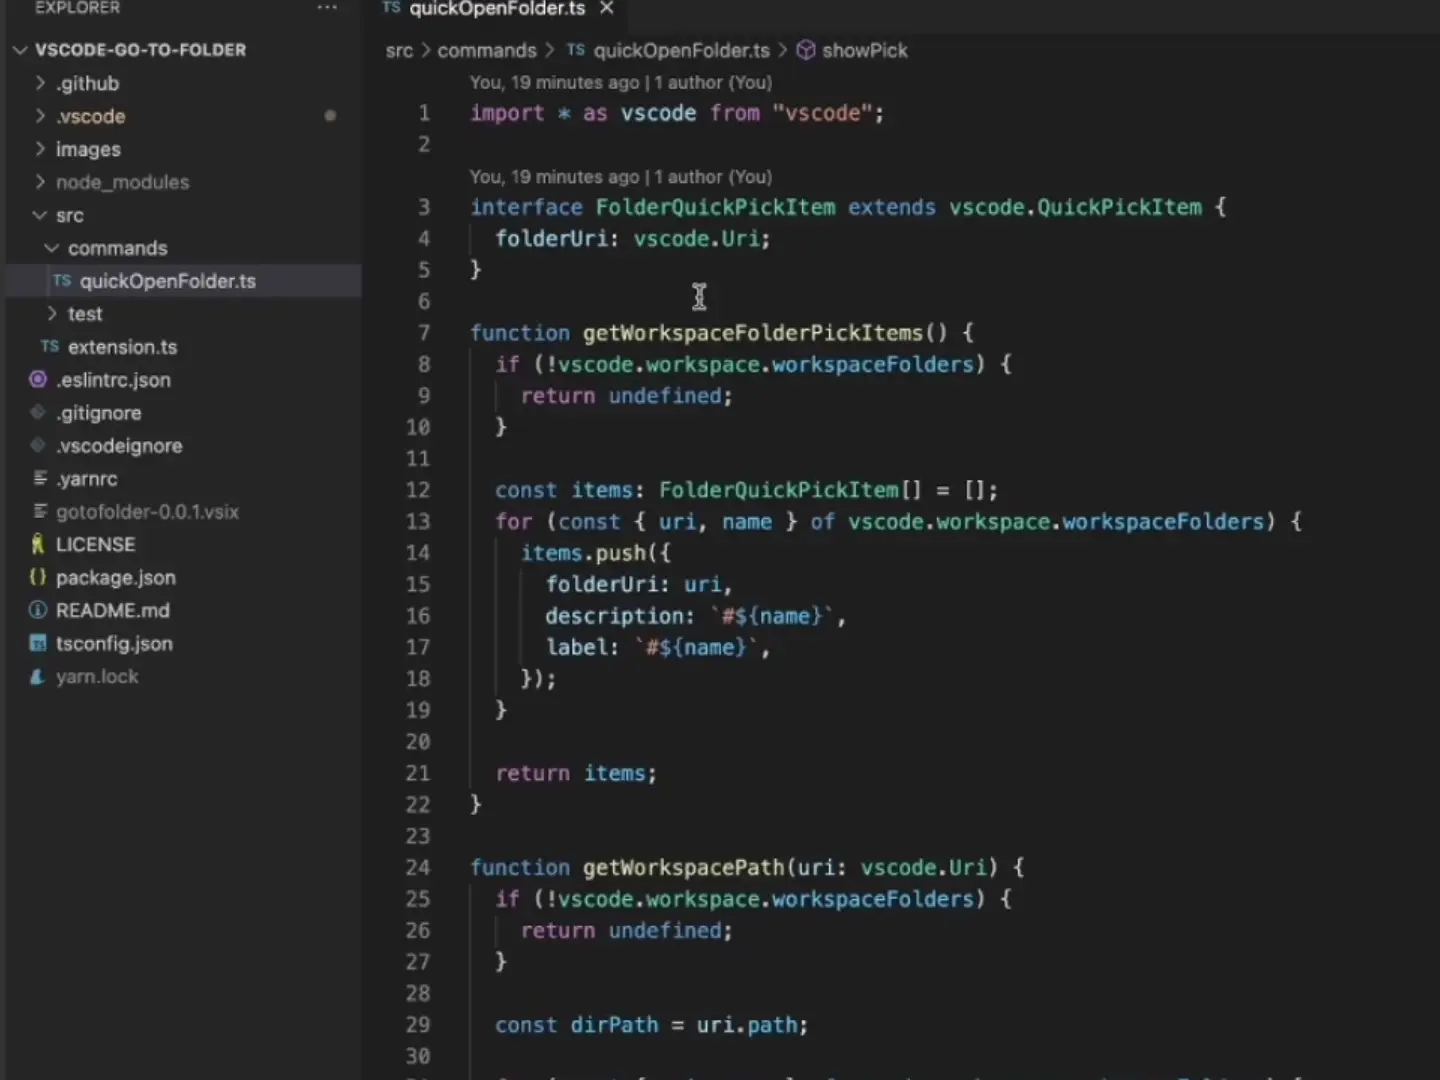 EXPLORER
VSCODE-GO-TO-FOLDER
.github
.vscode
images
node_modules
src
commands
TS quickOpenFolder.ts
test
TS extension.ts
.eslintrc.json
.gitignore
.vscodeignore
.yarnrc
gotofolder-0.0.1.vsix
LICENSE
{} package.json
README.md
TS tsconfig.json
yarn.lock
TS quickOpenFolder.ts
src > commands > TS quickOpenFolder.ts > showPick
You, 19 minutes ago | 1 author (You)
1 import * as vscode from "vscode";
2
You, 19 minutes ago | 1 author (You)
3 interface FolderQuickPickItem extends vscode.QuickPickItem {
4 folderUri: vscode.Uri;
5 }
6
7 function getWorkspaceFolderPickItems() {
8 if (!vscode.workspace.workspaceFolders) {
9 return undefined;
10 }
11
12 const items: FolderQuickPickItem[] = [];
13 for (const { uri, name } of vscode.workspace.workspaceFolders) {
14 items.push({
15 folderUri: uri,
16 description: `#${name}`,
17 label: `#${name}`,
18 });
19 }
20
21 return items;
22 }
23
24 function getWorkspacePath(uri: vscode.Uri) {
25 if (!vscode.workspace.workspaceFolders) {
26 return undefined;
27 }
28
29 const dirPath = uri.path;
30